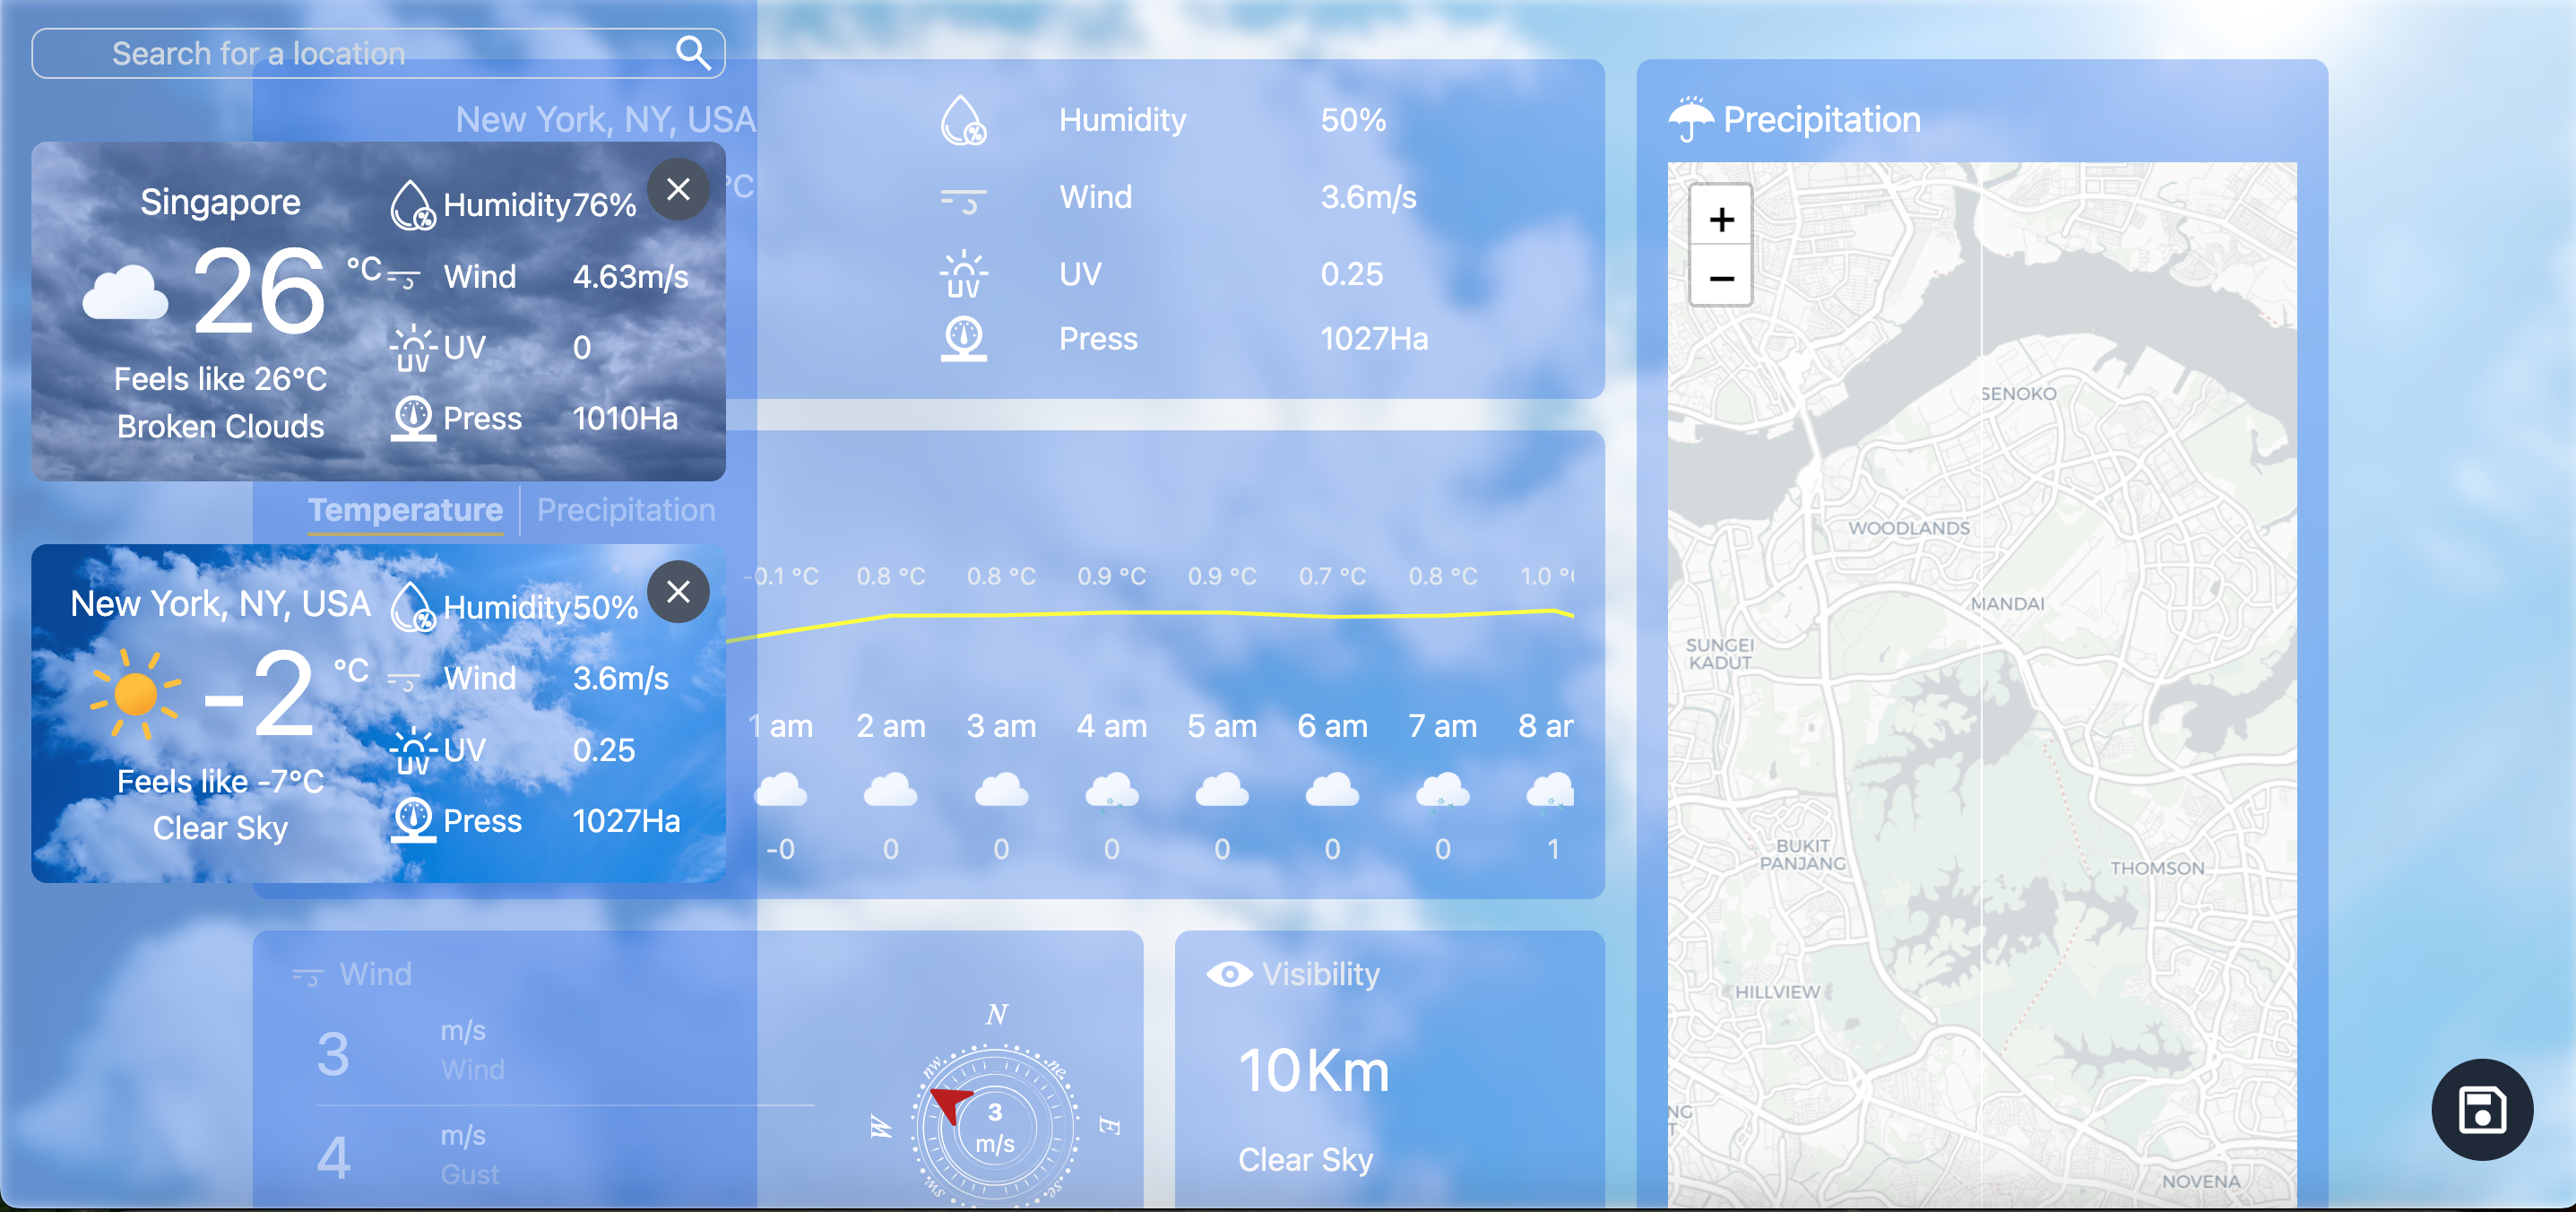 Search for a location
New York, NY, USA
°C
Humidity 50%
Wind 3.6m/s
UV 0.25
Press 1027Ha
Singapore
26 °C
Feels like 26°C
Broken Clouds
Humidity 76%
Wind 4.63m/s
UV 0
Press 1010Ha
Temperature Precipitation
New York, NY, USA
-2 °C
Feels like -7°C
Clear Sky
Humidity 50%
Wind 3.6m/s
UV 0.25
Press 1027Ha
-0.1 °C 0.8 °C 0.8 °C 0.9 °C 0.9 °C 0.7 °C 0.8 °C 1.0 °
1 am 2 am 3 am 4 am 5 am 6 am 7 am 8 a
-0 0 0 0 0 0 0 1
Wind
3 m/s
Wind
4 m/s
Gust
N
nw ne
W E
3
m/s
sw se
Visibility
10Km
Clear Sky
Precipitation
+
−
SENOKO
WOODLANDS
MANDAI
SUNGEI
KADUT
BUKIT
PANJANG
THOMSON
HILLVIEW
NG
T
NOVENA